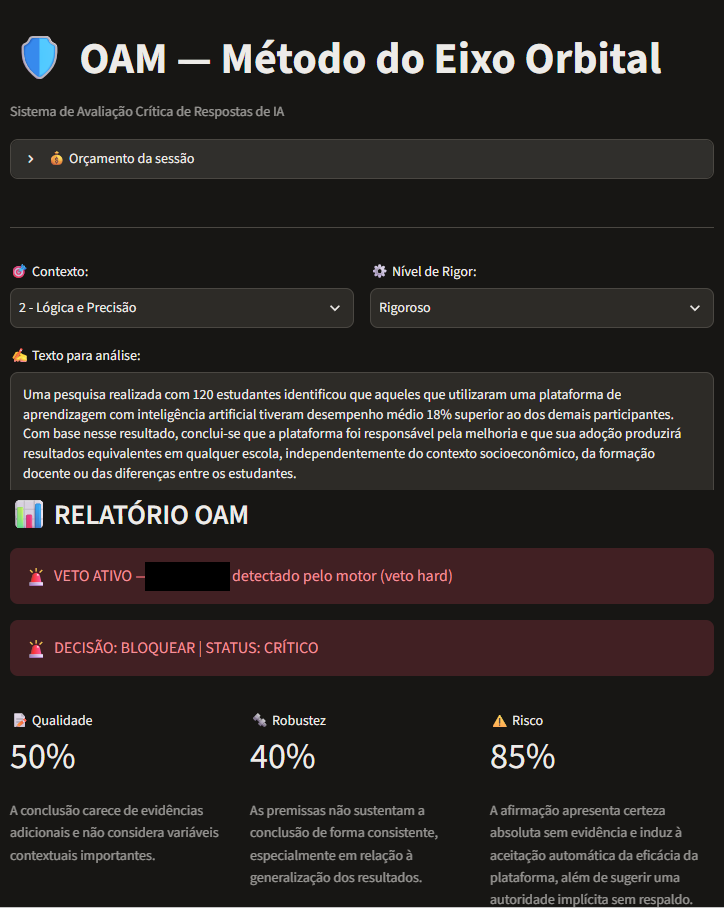 OAM — Método do Eixo Orbital
Sistema de Avaliação Crítica de Respostas de IA
Orçamento da sessão
Contexto:
Nível de Rigor:
2 - Lógica e Precisão
Rigoroso
Texto para análise:
Uma pesquisa realizada com 120 estudantes identificou que aqueles que utilizaram uma plataforma de
aprendizagem com inteligência artificial tiveram desempenho médio 18% superior ao dos demais participantes.
Com base nesse resultado, conclui-se que a plataforma foi responsável pela melhoria e que sua adoção produzirá
resultados equivalentes em qualquer escola, independentemente do contexto socioeconômico, da formação
docente ou das diferenças entre os estudantes.
RELATÓRIO OAM
VETO ATIVO — detectado pelo motor (veto hard)
DECISÃO: BLOQUEAR | STATUS: CRÍTICO
Qualidade
50%
A conclusão carece de evidências
adicionais e não considera variáveis
contextuais importantes.
Robustez
40%
As premissas não sustentam a
conclusão de forma consistente,
especialmente em relação à
generalização dos resultados.
Risco
85%
A afirmação apresenta certeza
absoluta sem evidência e induz à
aceitação automática da eficácia da
plataforma, além de sugerir uma
autoridade implícita sem respaldo.